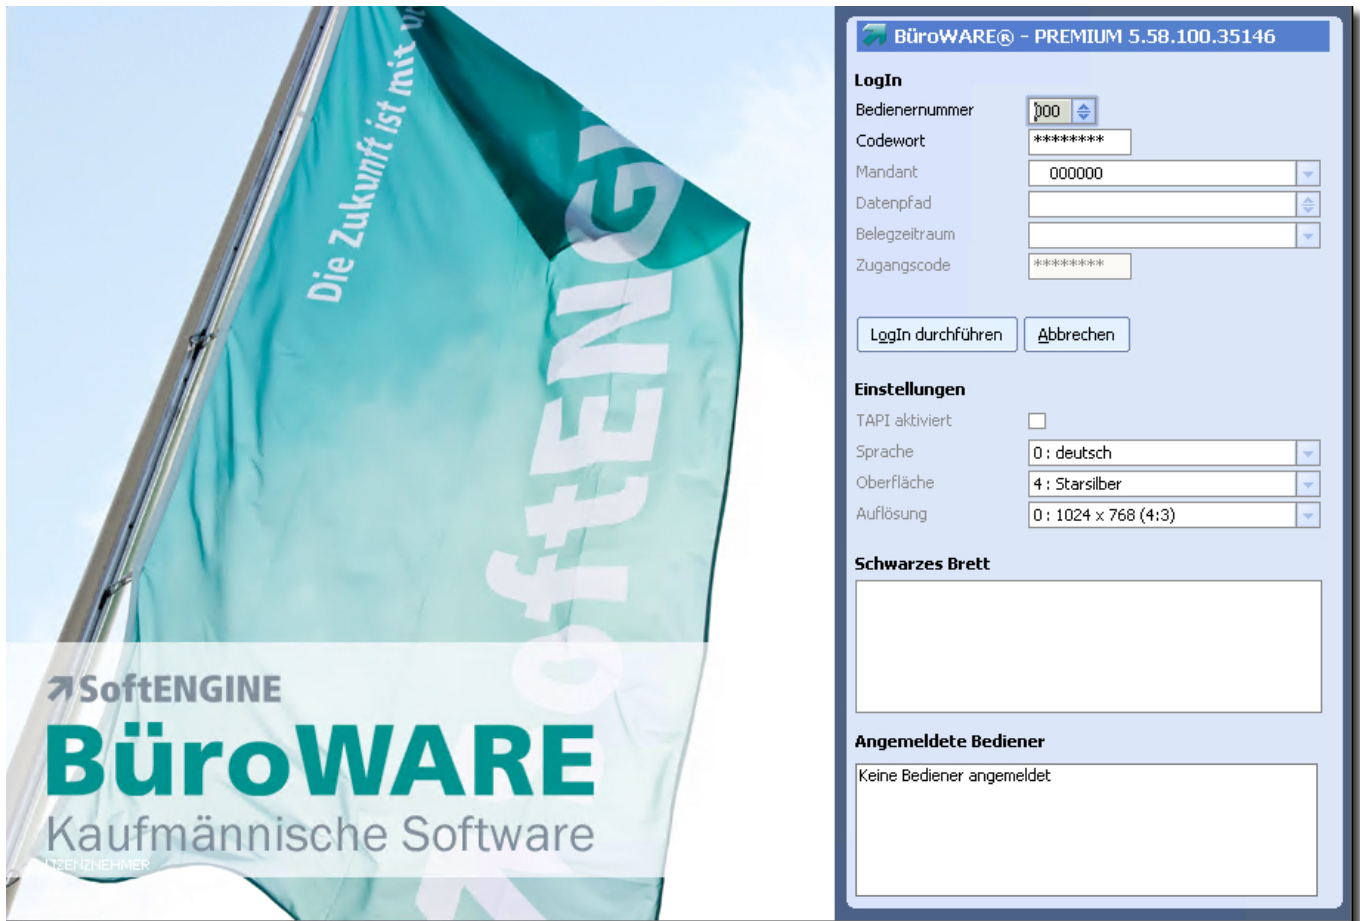 Die Zukunft ist mit
SoftENGINE
BüroWARE
Kaufmännische Software
LIZENZNEHMER
BüroWARE® - PREMIUM 5.58.100.35146
LogIn
Bedienernummer 000
Codewort ********
Mandant 000000
Datenpfad
Belegzeitraum
Zugangscode ********
LogIn durchführen Abbrechen
Einstellungen
TAPI aktiviert
Sprache 0 : deutsch
Oberfläche 4 : Starsilber
Auflösung 0 : 1024 x 768 (4:3)
Schwarzes Brett
Angemeldete Bediener
Keine Bediener angemeldet